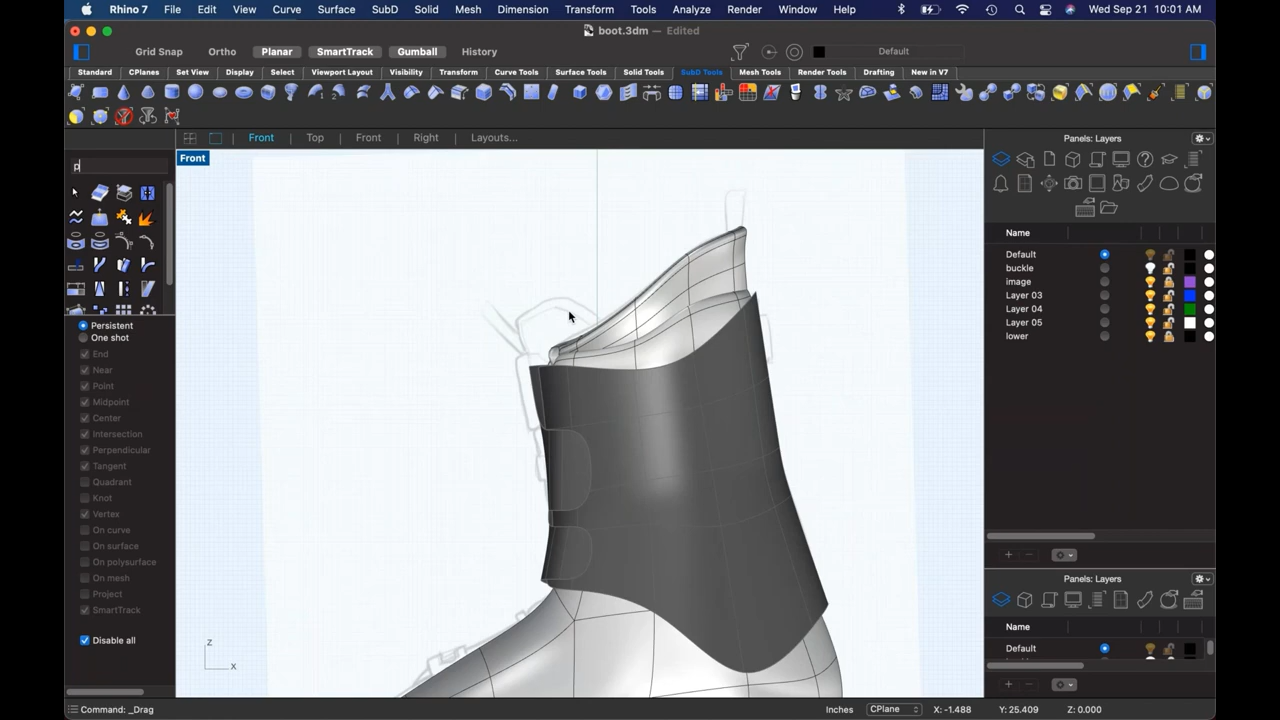 Rhino 7 File Edit View Curve Surface SubD Solid Mesh Dimension Transform Tools Analyze Render Window Help Wed Sep 21 10:01 AM
boot.3dm — Edited
Grid Snap Ortho Planar SmartTrack Gumball History Default
Standard CPlanes Set View Display Select Viewport Layout Visibility Transform Curve Tools Surface Tools Solid Tools SubD Tools Mesh Tools Render Tools Drafting New in V7
Front Top Front Right Layouts... Panels: Layers
Front
p
Name
Default
buckle
image
Layer 03
Layer 04
Layer 05
lower
Persistent
One shot
End
Near
Point
Midpoint
Center
Intersection
Perpendicular
Tangent
Quadrant
Knot
Vertex
On curve
On surface
On polysurface
On mesh
Project
SmartTrack
Disable all
Panels: Layers
Name
Default
z
x
Command: _Drag Inches CPlane X: -1.488 Y: 25.409 Z: 0.000